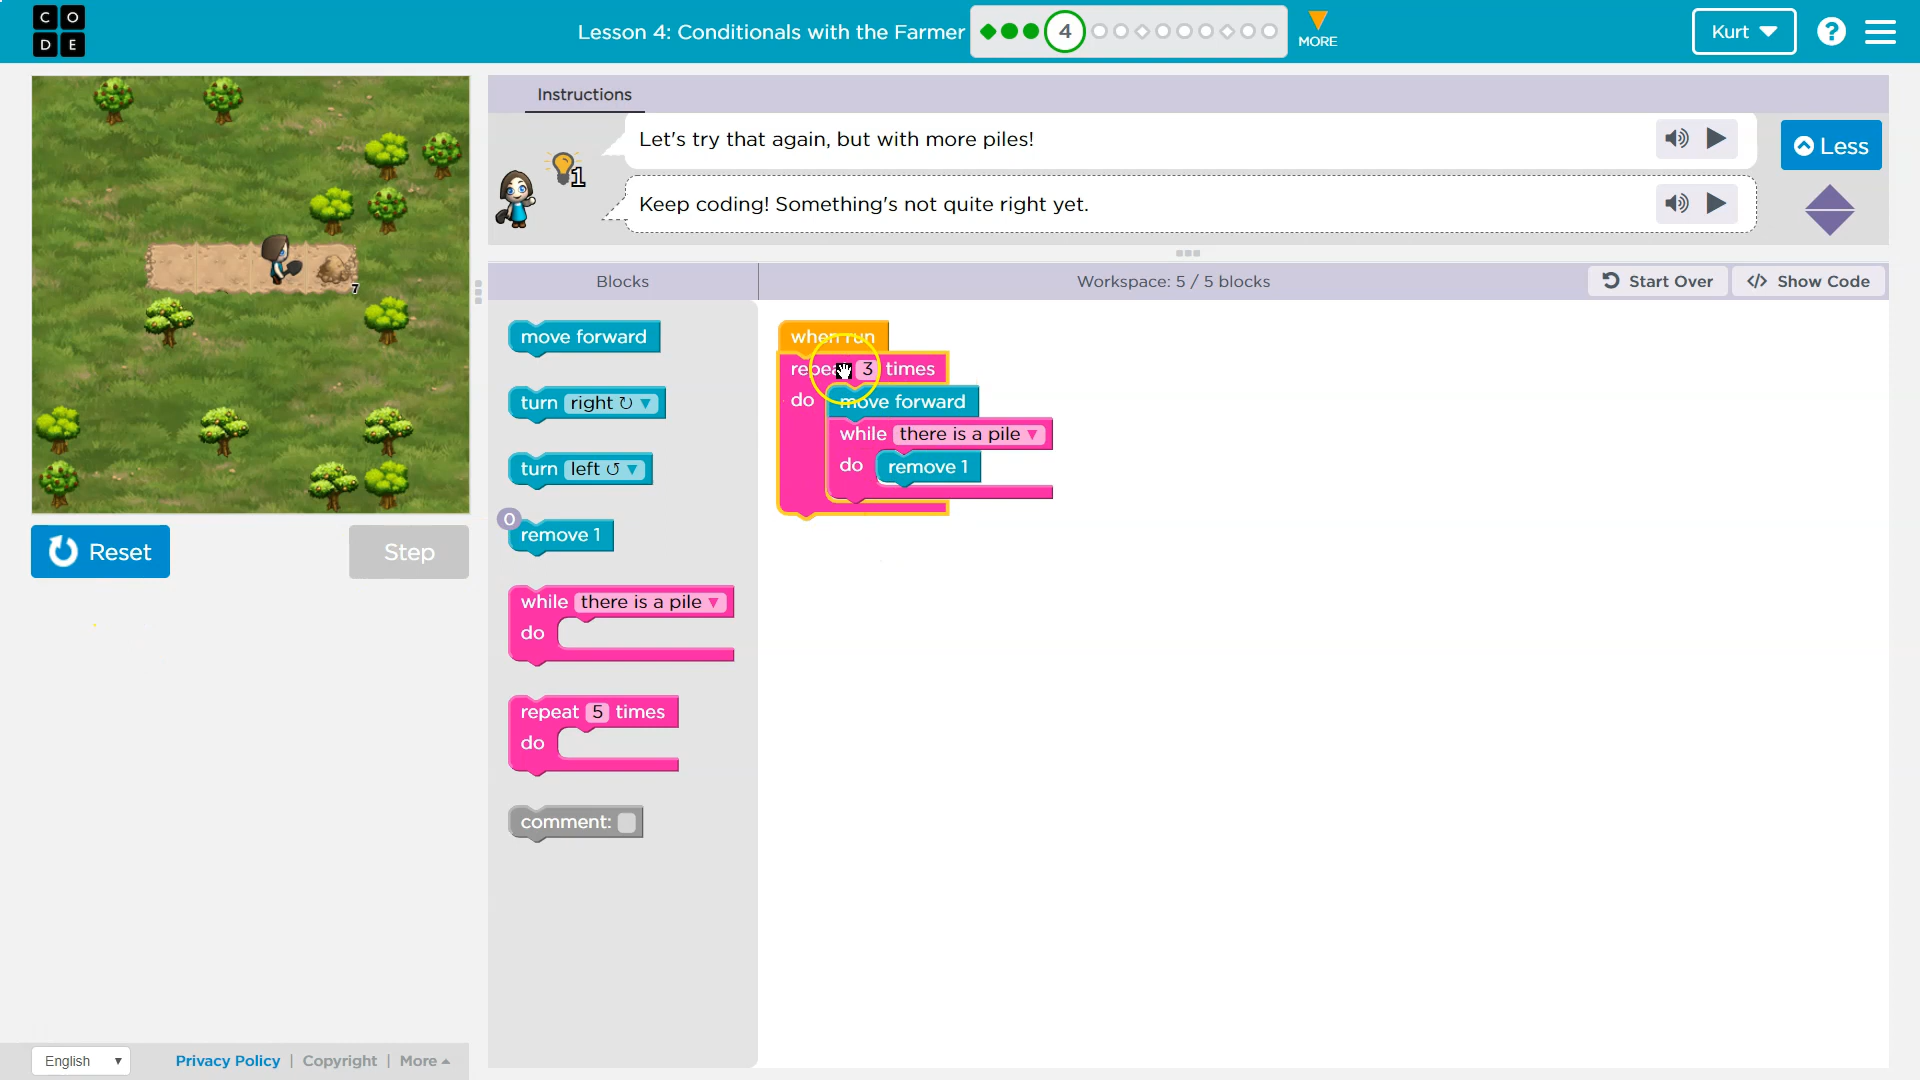 C O
D E
Lesson 4: Conditionals with the Farmer
4
MORE
Kurt
?
Instructions
Let's try that again, but with more piles!
1
Keep coding! Something's not quite right yet.
Less
7
Reset
Step
Blocks
Workspace: 5 / 5 blocks
Start Over
</> Show Code
move forward
turn right ↻ ▼
turn left ↺ ▼
0
remove 1
while there is a pile ▼
do
repeat 5 times
do
comment:
when run
repeat 3 times
do move forward
while there is a pile ▼
do remove 1
English ▼
Privacy Policy | Copyright | More